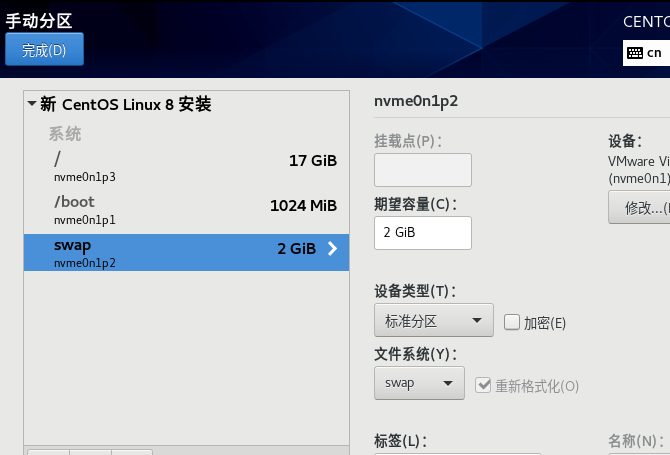 手动分区
CENTO
完成(D)
cn
新 CentOS Linux 8 安装
系统
/
17 GiB
nvme0n1p3
/boot
1024 MiB
nvme0n1p1
swap
2 GiB
nvme0n1p2
nvme0n1p2
挂载点(P):
设备:
VMware Vi
(nvme0n1)
修改...(
期望容量(C):
2 GiB
设备类型(T):
标准分区
加密(E)
文件系统(Y):
swap
重新格式化(O)
标签(L):
名称(N):